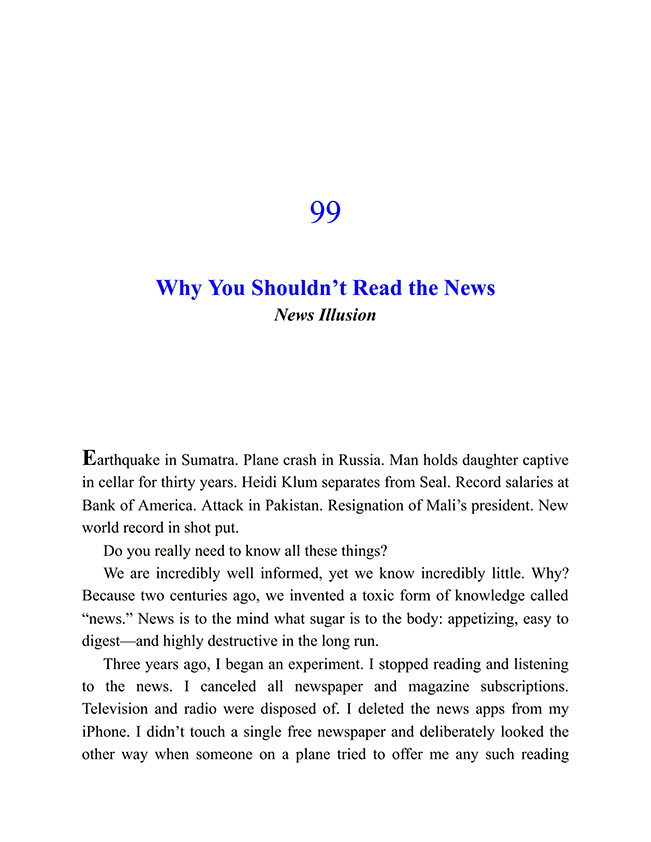 99
Why You Shouldn’t Read the News
News Illusion
Earthquake in Sumatra. Plane crash in Russia. Man holds daughter captive
in cellar for thirty years. Heidi Klum separates from Seal. Record salaries at
Bank of America. Attack in Pakistan. Resignation of Mali’s president. New
world record in shot put.
Do you really need to know all these things?
We are incredibly well informed, yet we know incredibly little. Why?
Because two centuries ago, we invented a toxic form of knowledge called
“news.” News is to the mind what sugar is to the body: appetizing, easy to
digest—and highly destructive in the long run.
Three years ago, I began an experiment. I stopped reading and listening
to the news. I canceled all newspaper and magazine subscriptions.
Television and radio were disposed of. I deleted the news apps from my
iPhone. I didn’t touch a single free newspaper and deliberately looked the
other way when someone on a plane tried to offer me any such reading